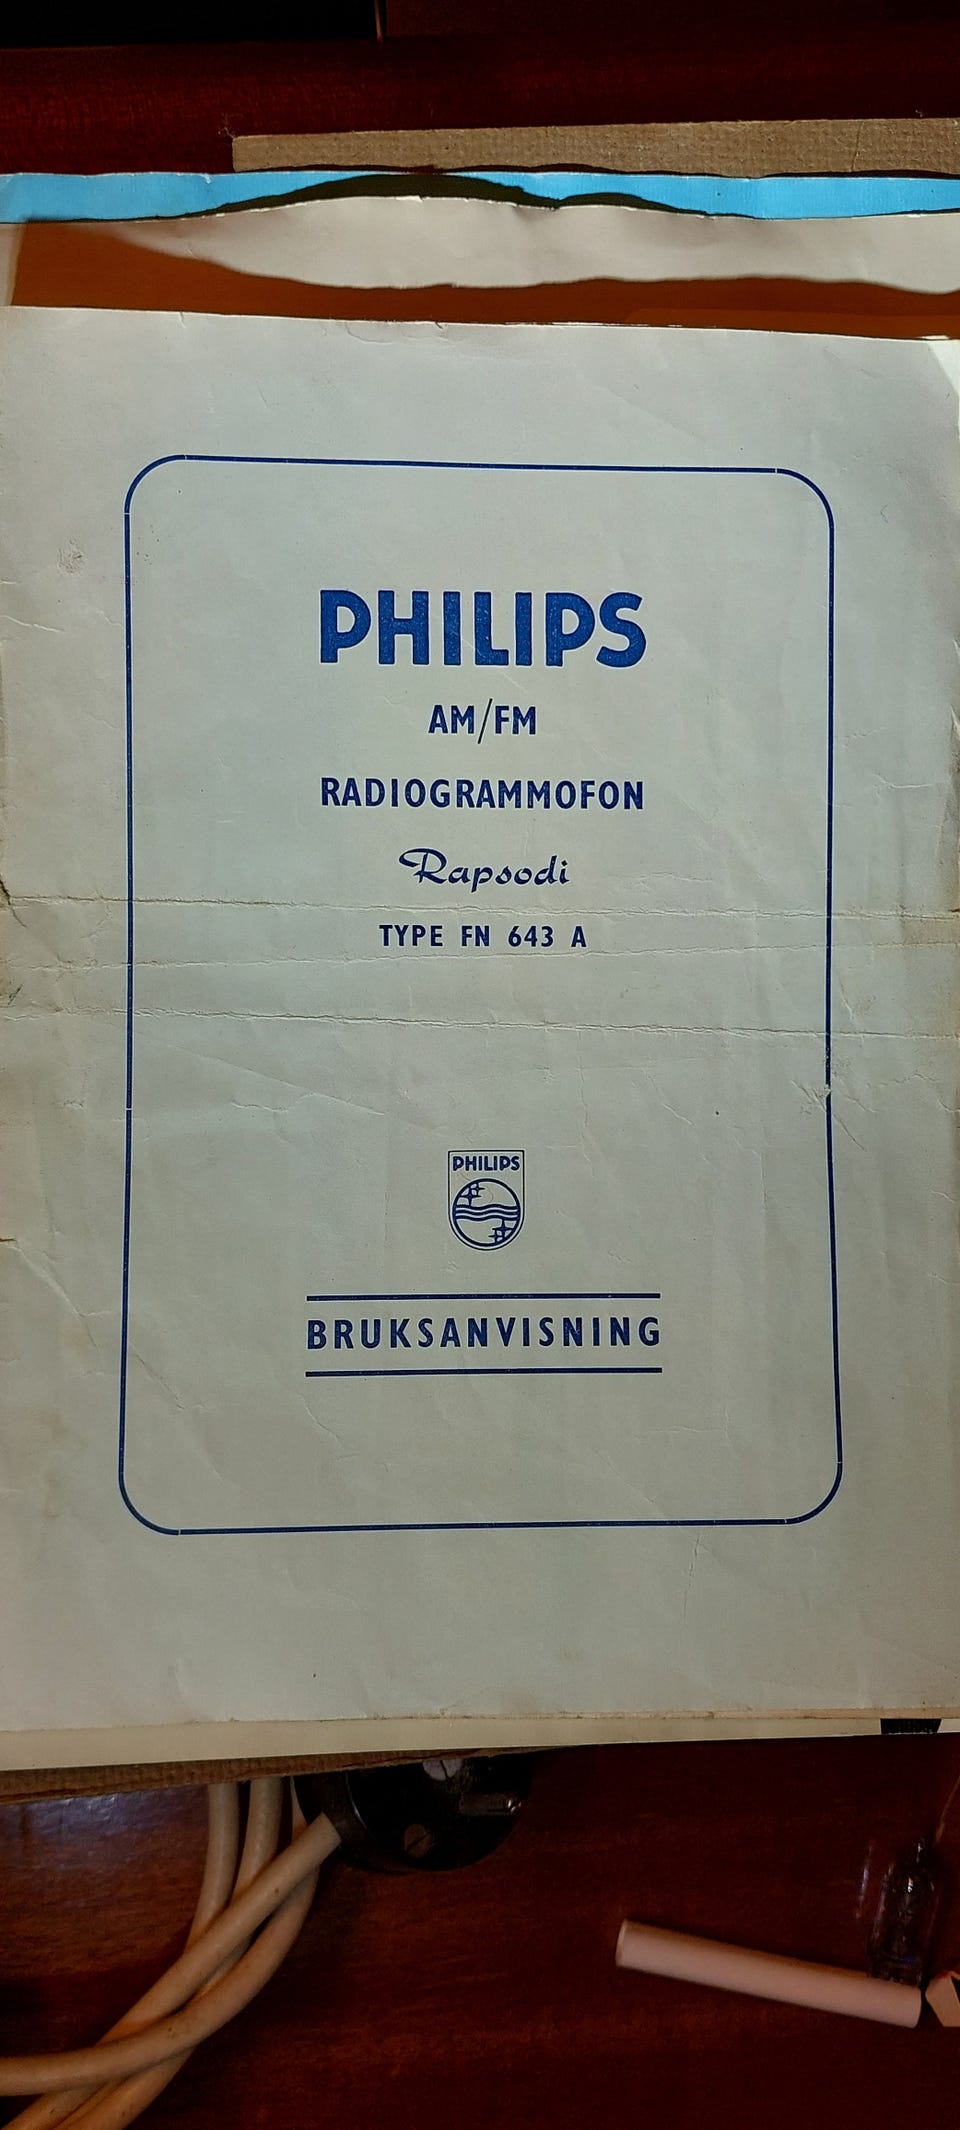 PHILIPS
AM/FM
RADIOGRAMMOFON
Rapsodi
TYPE FN 643 A
PHILIPS
BRUKSANVISNING